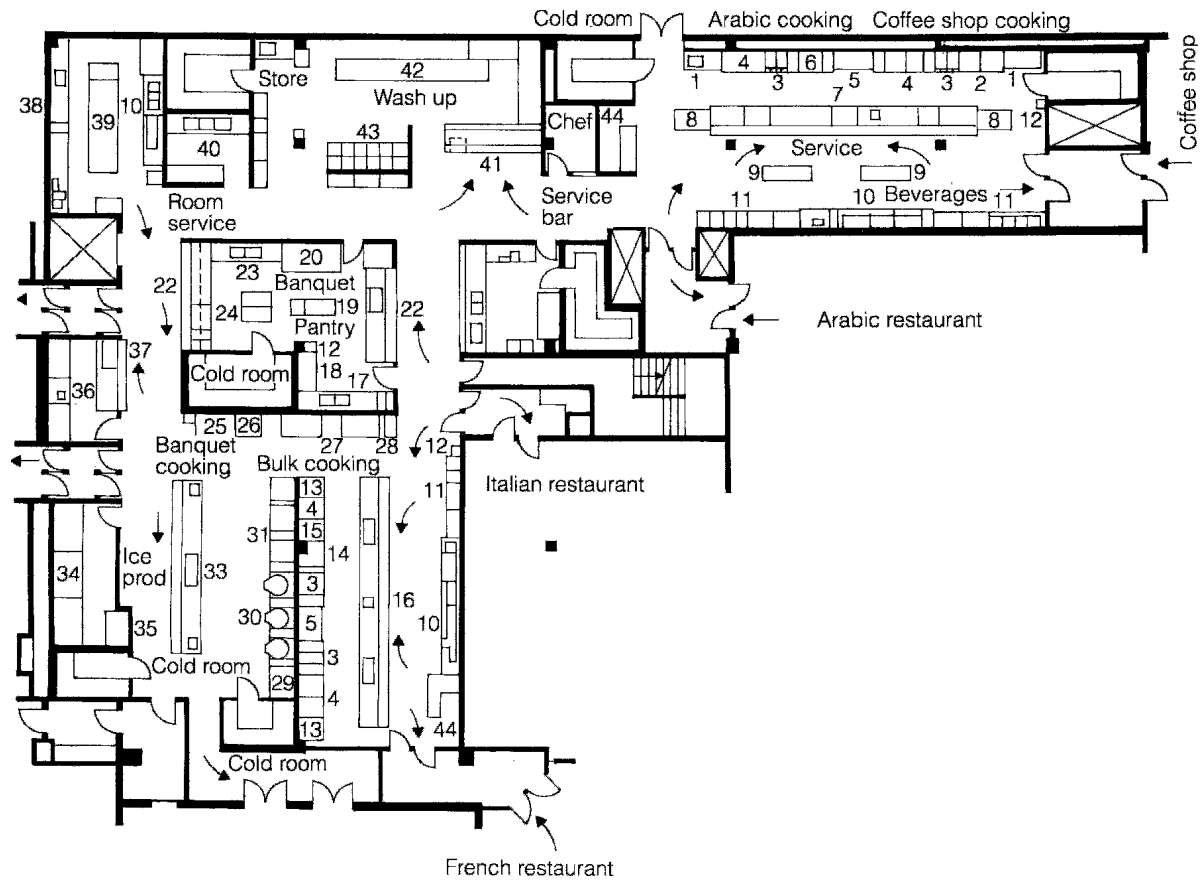 Cold room
Arabic cooking
Coffee shop cooking
Coffee shop
1
4
3
6
5
4
3
2
1
Store
42
Wash up
38
39
10
40
43
41
Chef
44
7
8
8
12
Service
9
9
Beverages
11
10
11
Room
service
Service
bar
23
20
Banquet
22
24
19
22
Pantry
12
18
17
Cold room
Arabic restaurant
37
36
25
26
27
28
12
Banquet
cooking
Bulk cooking
Italian restaurant
13
11
4
15
31
14
34
Ice
prod
33
3
16
30
5
10
35
3
Cold room
29
4
13
44
Cold room
French restaurant